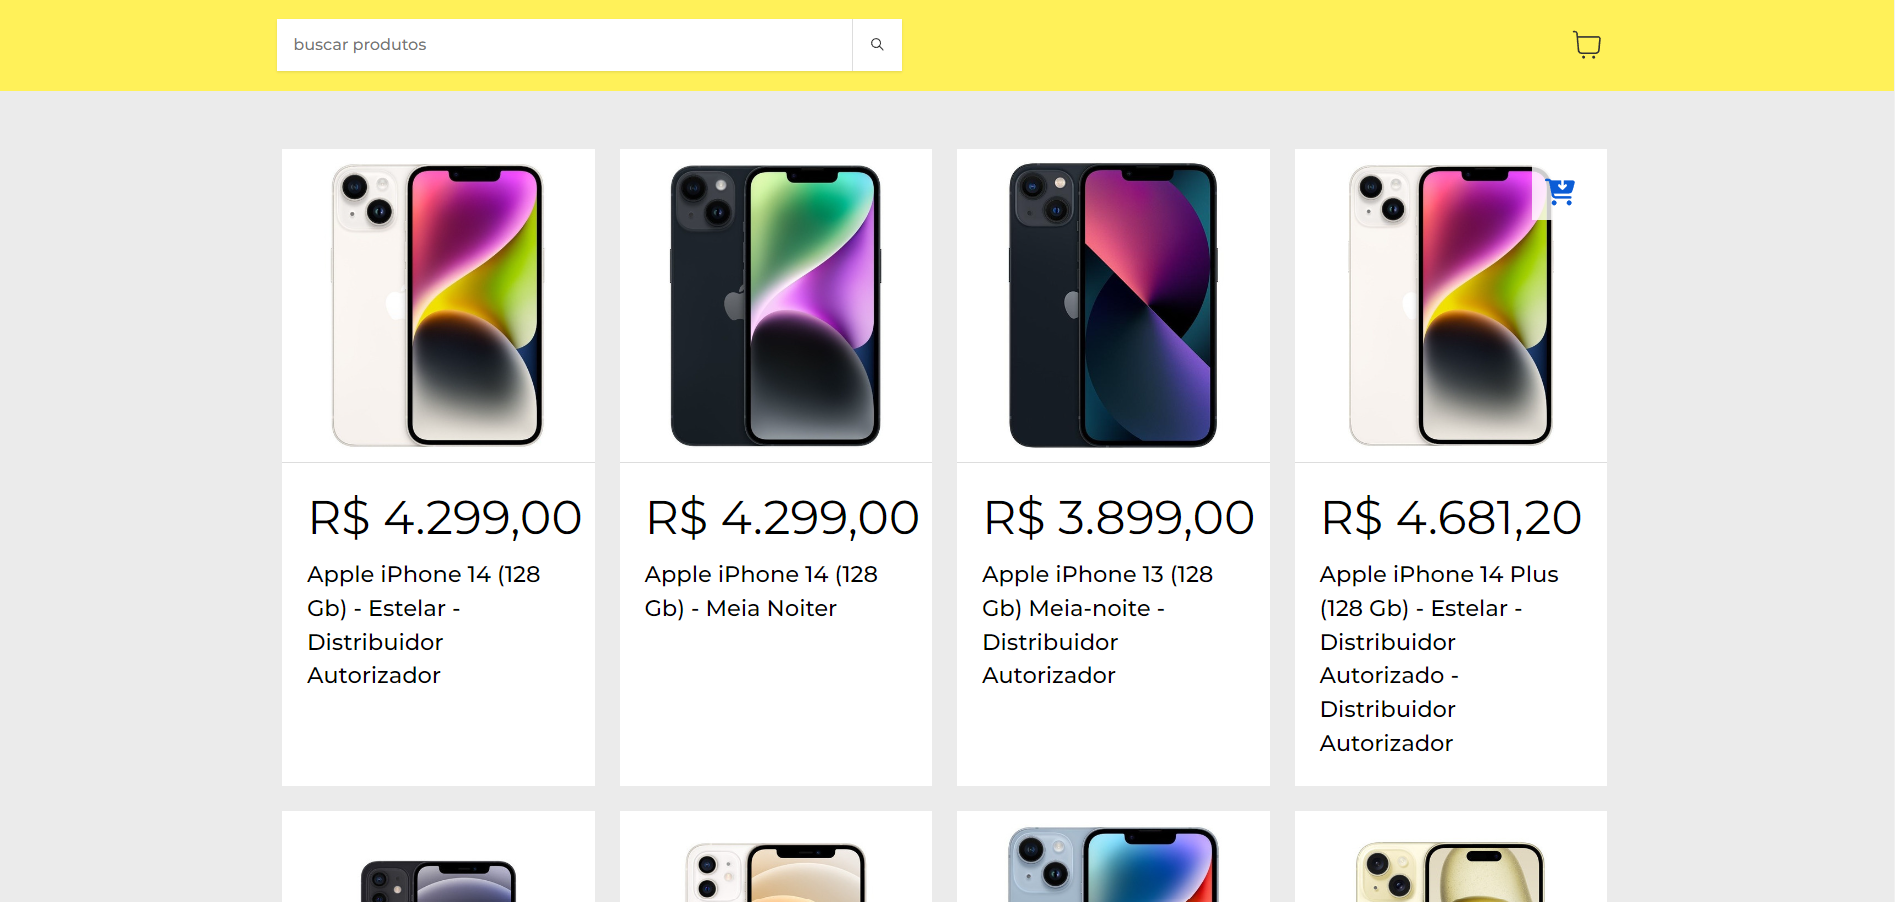 buscar produtos
R$ 4.299,00
Apple iPhone 14 (128
Gb) - Estelar -
Distribuidor
Autorizador
R$ 4.299,00
Apple iPhone 14 (128
Gb) - Meia Noiter
R$ 3.899,00
Apple iPhone 13 (128
Gb) Meia-noite -
Distribuidor
Autorizador
R$ 4.681,20
Apple iPhone 14 Plus
(128 Gb) - Estelar -
Distribuidor
Autorizado -
Distribuidor
Autorizador